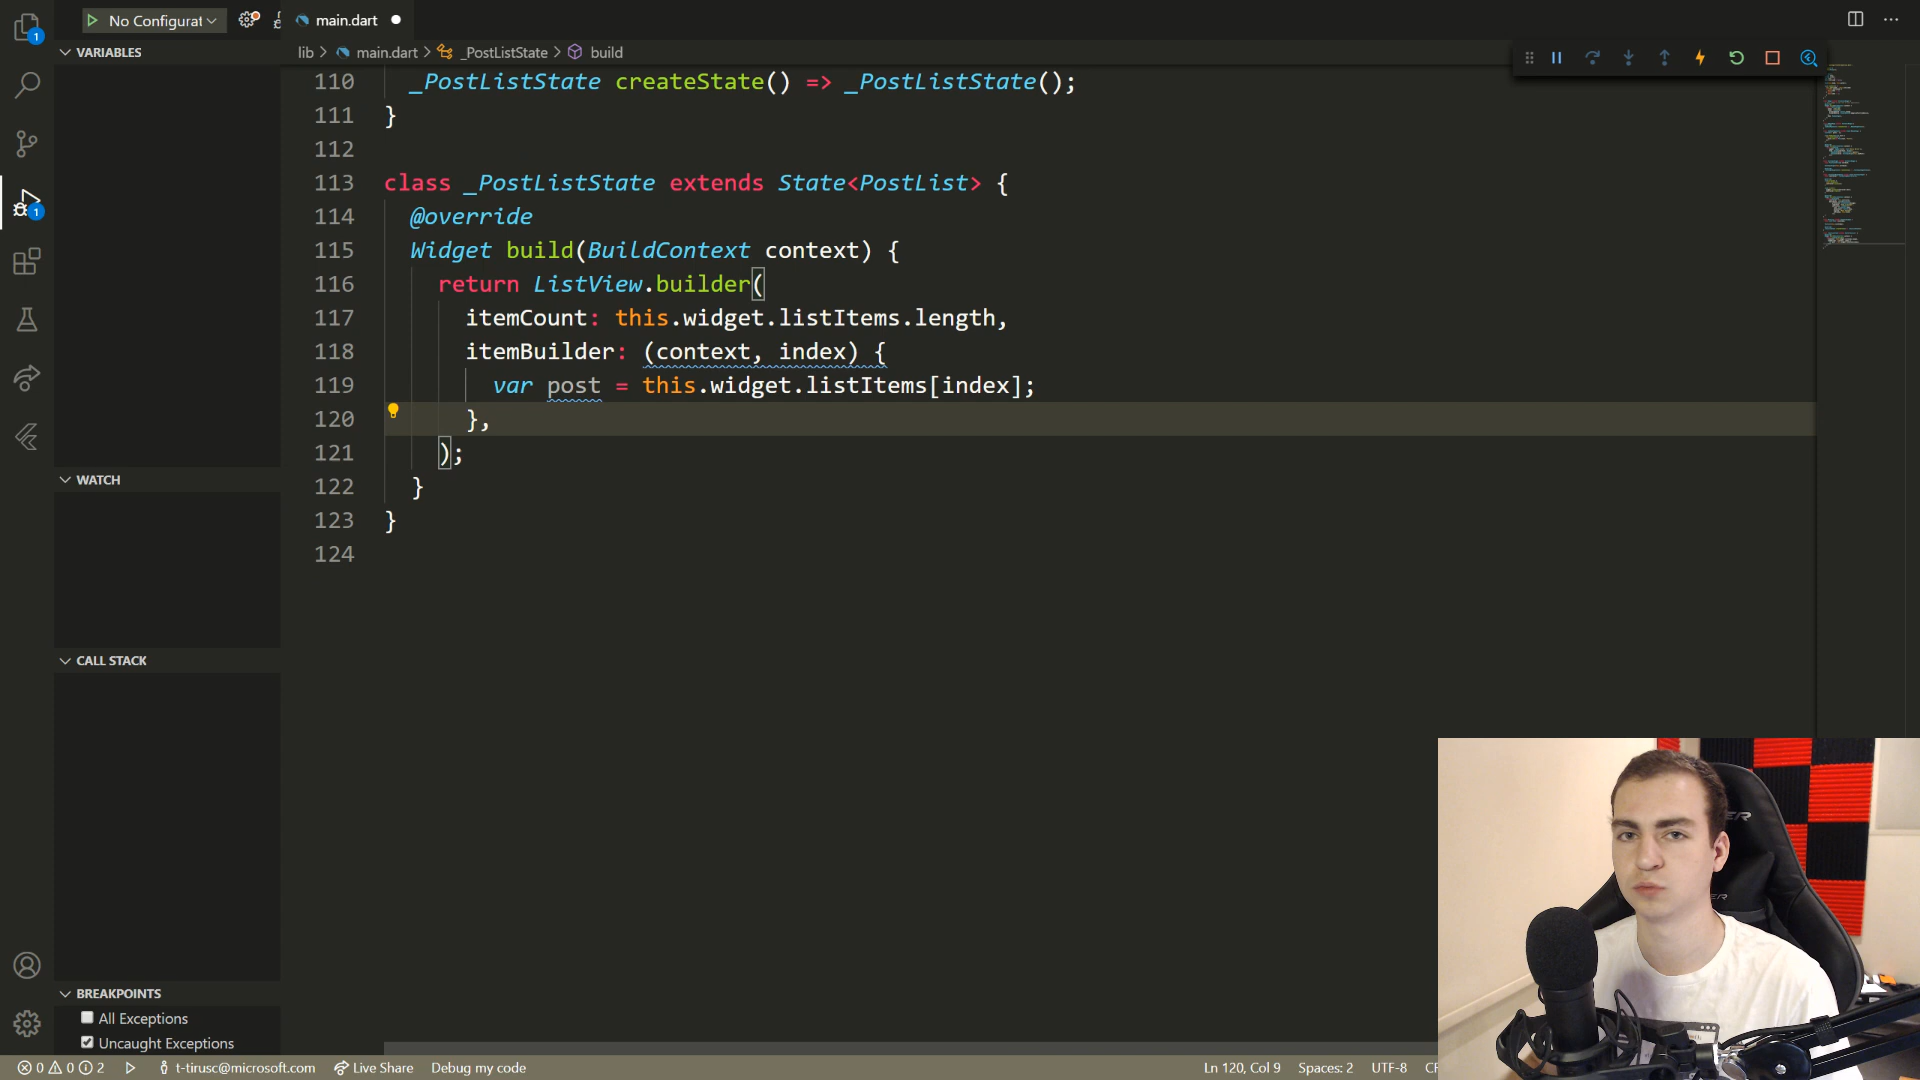 1
No Configurat
main.dart
VARIABLES
lib > main.dart > _PostListState > build
110 _PostListState createState() => _PostListState();
111 }
112
113 class _PostListState extends State<PostList> {
114 @override
115 Widget build(BuildContext context) {
116 return ListView.builder(
117 itemCount: this.widget.listItems.length,
118 itemBuilder: (context, index) {
119 var post = this.widget.listItems[index];
120 },
121 );
122 }
123 }
124
1
WATCH
CALL STACK
BREAKPOINTS
All Exceptions
Uncaught Exceptions
0 0 2 t-tirusc@microsoft.com Live Share Debug my code Ln 120, Col 9 Spaces: 2 UTF-8